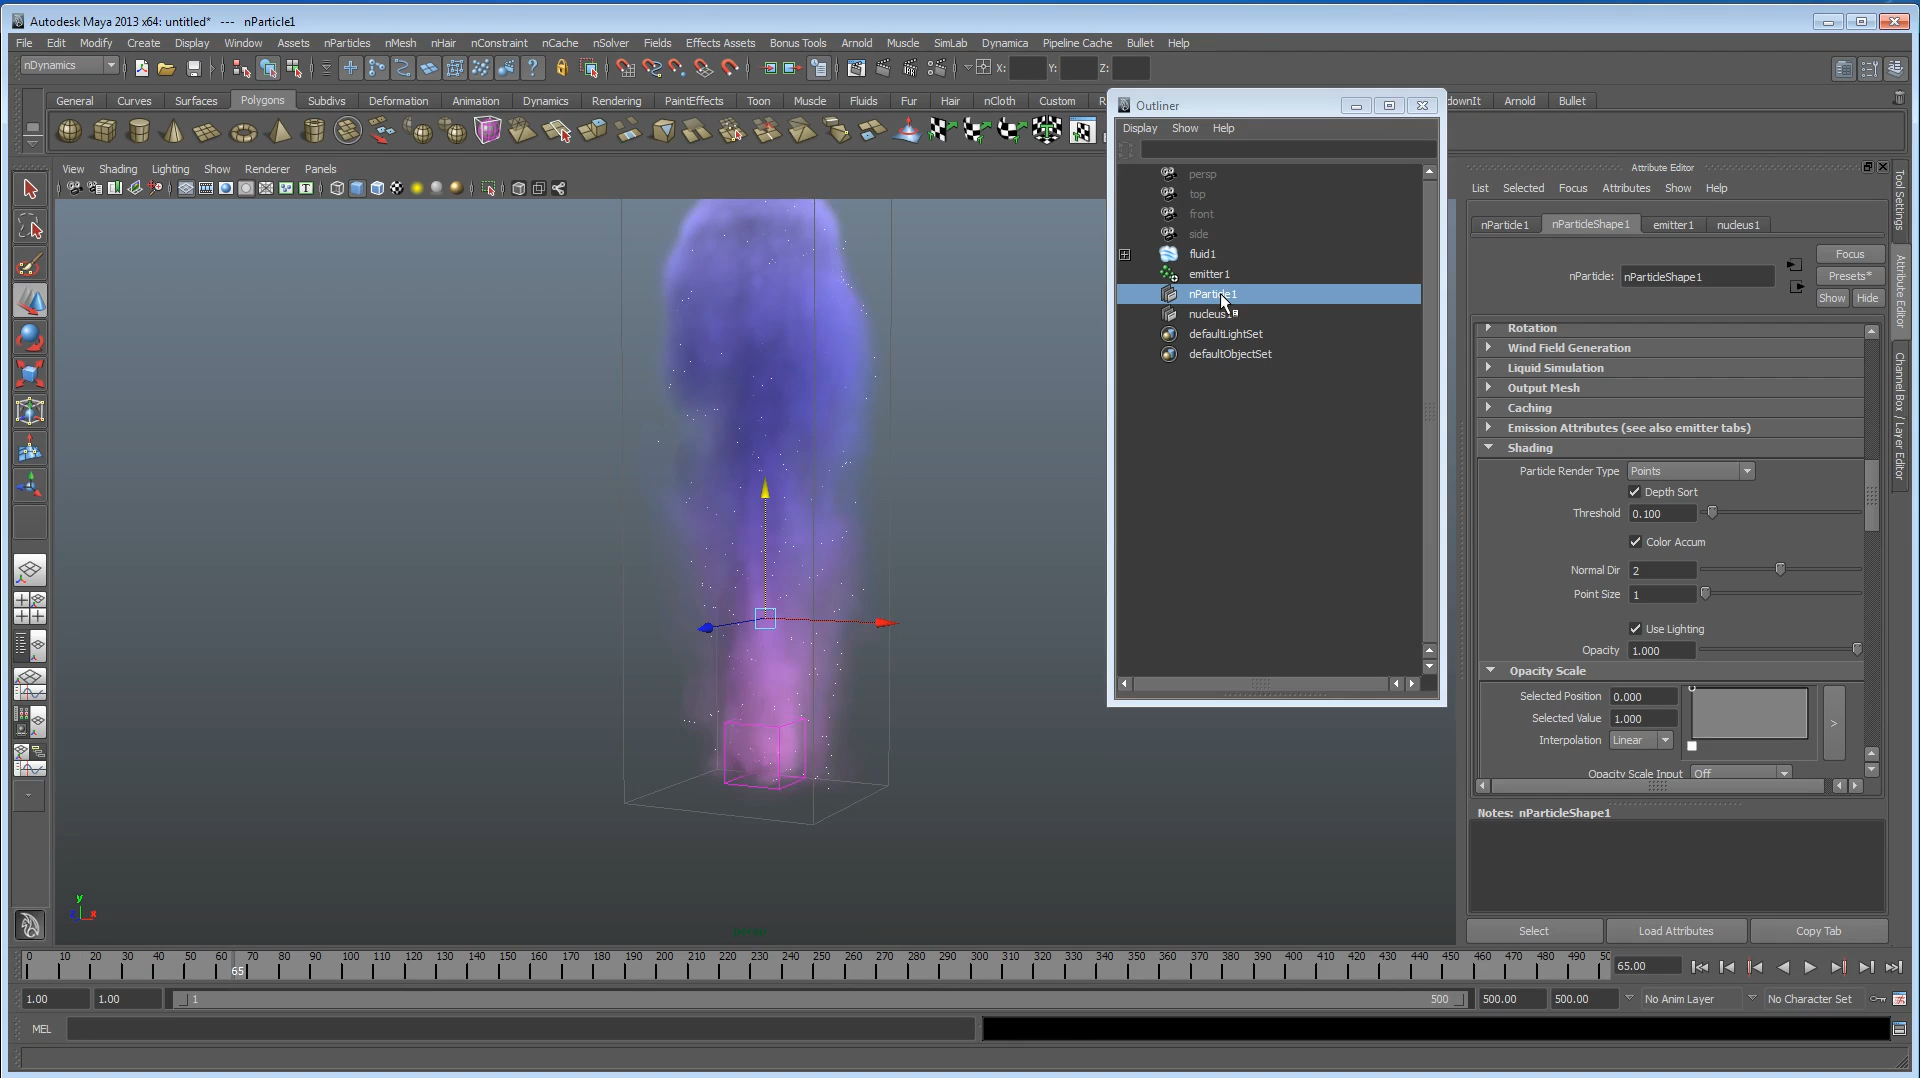 Autodesk Maya 2013 x64: untitled* --- nParticle1
File Edit Modify Create Display Window Assets nParticles nMesh nHair nConstraint nCache nSolver Fields Effects Assets Bonus Tools Arnold Muscle SimLab Dynamica Pipeline Cache Bullet Help
nDynamics X: Y: Z:
General Curves Surfaces Polygons Subdivs Deformation Animation Dynamics Rendering PaintEffects Toon Muscle Fluids Fur Hair nCloth Custom Arnold Bullet
View Shading Lighting Show Renderer Panels
Outliner
Display Show Help
persp
top
front
side
fluid1
emitter1
nParticle1
nucleus1
defaultLightSet
defaultObjectSet
Attribute Editor
List Selected Focus Attributes Show Help
nParticle1 nParticleShape1 emitter1 nucleus1
Focus
nParticle: nParticleShape1 Presets*
Show Hide
Rotation
Wind Field Generation
Liquid Simulation
Output Mesh
Caching
Emission Attributes (see also emitter tabs)
Shading
Particle Render Type Points
Depth Sort
Threshold 0.100
Color Accum
Normal Dir 2
Point Size 1
Use Lighting
Opacity 1.000
Opacity Scale
Selected Position 0.000
Selected Value 1.000
Interpolation Linear
>
Opacity Scale Input Off
Notes: nParticleShape1
Select Load Attributes Copy Tab
Tool Settings
Attribute Editor
Channel Box / Layer Editor
y
x
persp
0 10 20 30 40 50 60 70 80 90 100 110 120 130 140 150 160 170 180 190 200 210 220 230 240 250 260 270 280 290 300 310 320 330 340 350 360 370 380 390 400 410 420 430 440 450 460 470 480 490 50
65 65.00
1.00 1.00 1 500 500.00 500.00 No Anim Layer No Character Set
MEL